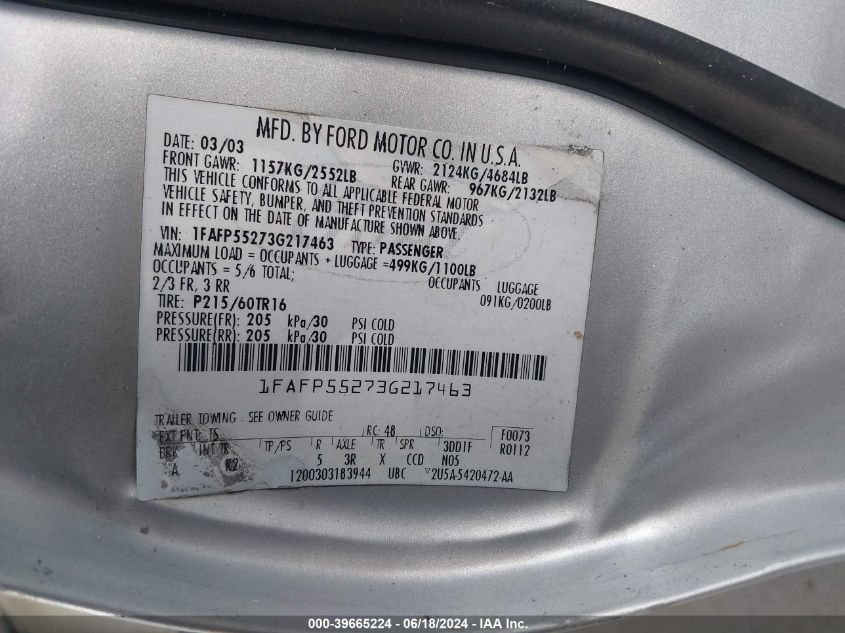 MFD. BY FORD MOTOR CO. IN U.S.A.
DATE: 03/03
FRONT GAWR: 1157KG/2552LB GVWR: 2124KG/4684LB
REAR GAWR: 967KG/2132LB
THIS VEHICLE CONFORMS TO ALL APPLICABLE FEDERAL MOTOR
VEHICLE SAFETY, BUMPER, AND THEFT PREVENTION STANDARDS
IN EFFECT ON THE DATE OF MANUFACTURE SHOWN ABOVE.
VIN: 1FAFP55273G217463 TYPE: PASSENGER
MAXIMUM LOAD = OCCUPANTS + LUGGAGE =499KG/1100LB
OCCUPANTS = 5/6 TOTAL; OCCUPANTS LUGGAGE
2/3 FR, 3 RR 091KG/0200LB
TIRE: P215/60TR16
PRESSURE(FR): 205 kPa/30 PSI COLD
PRESSURE(RR): 205 kPa/30 PSI COLD
1FAFP55273G217463
TRAILER TOWING - SEE OWNER GUIDE
EXT PNT: TS RC: 48 DSO: F0073
BRK INT TR TP/PS R AXLE TR SPR 3DD1F R0112
A K2 5 3R X CCD N05
1200303183944 UBC 2U5A-5420472-AA
000-39665224 - 06/18/2024 - IAA Inc.